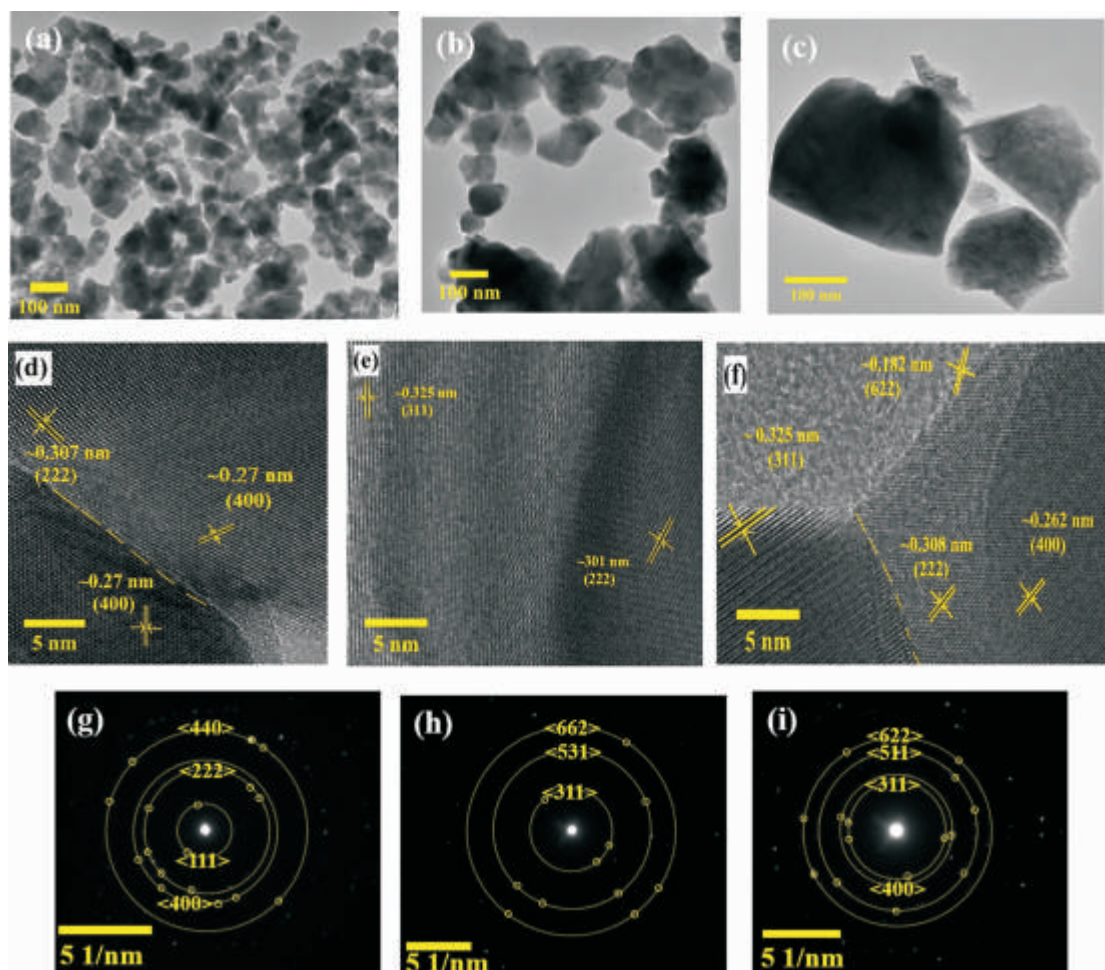 (a)
100 nm
(b)
100 nm
(c)
100 nm
(d)
~0.307 nm
(222)
~0.27 nm
(400)
~0.27 nm
(400)
5 nm
(e)
~0.325 nm
(311)
~301 nm
(222)
5 nm
(f)
~0.182 nm
(622)
~ 0.325 nm
(311)
~0.308 nm
(222)
~0.262 nm
(400)
5 nm
(g)
<440>
<222>
<111>
<400>
5 1/nm
(h)
<662>
<531>
<311>
5 1/nm
(i)
<622>
<511>
<311>
<400>
5 1/nm